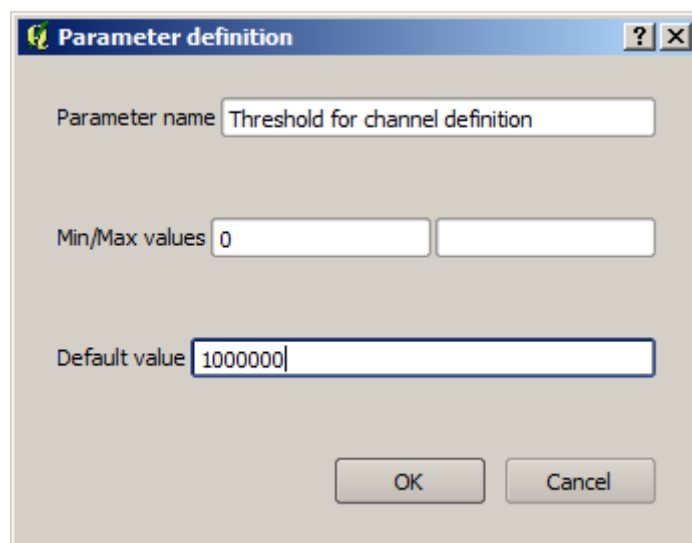 Parameter definition
Parameter name Threshold for channel definition
Min/Max values 0
Default value 1000000
OK Cancel